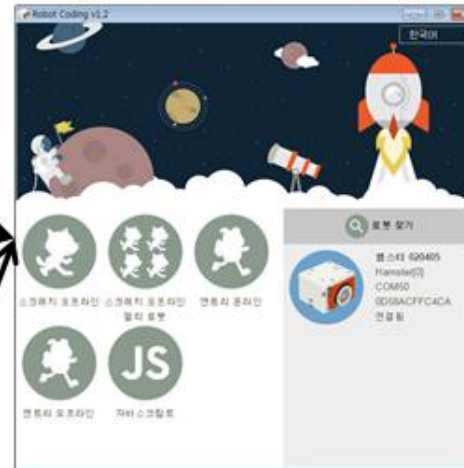 Robot Coding v1.2
한국어
로봇 찾기
햄스터 020405
Hamster[0]
COM50
0D58ACFFC4CA
연결됨
스크래치 오프라인
스크래치 오프라인
멀티 로봇
엔트리 온라인
엔트리 오프라인
JS
자바스크립트